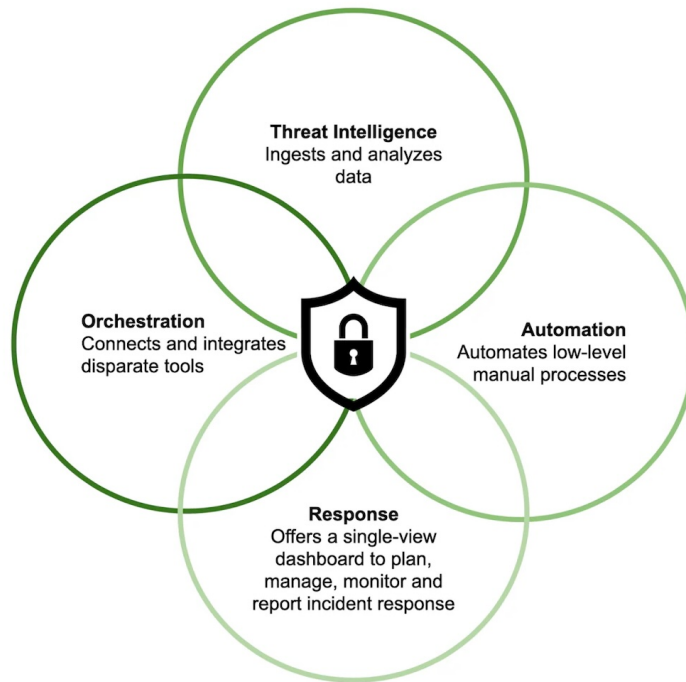 Threat Intelligence
Ingests and analyzes
data
Orchestration
Connects and integrates
disparate tools
Automation
Automates low-level
manual processes
Response
Offers a single-view
dashboard to plan,
manage, monitor and
report incident response